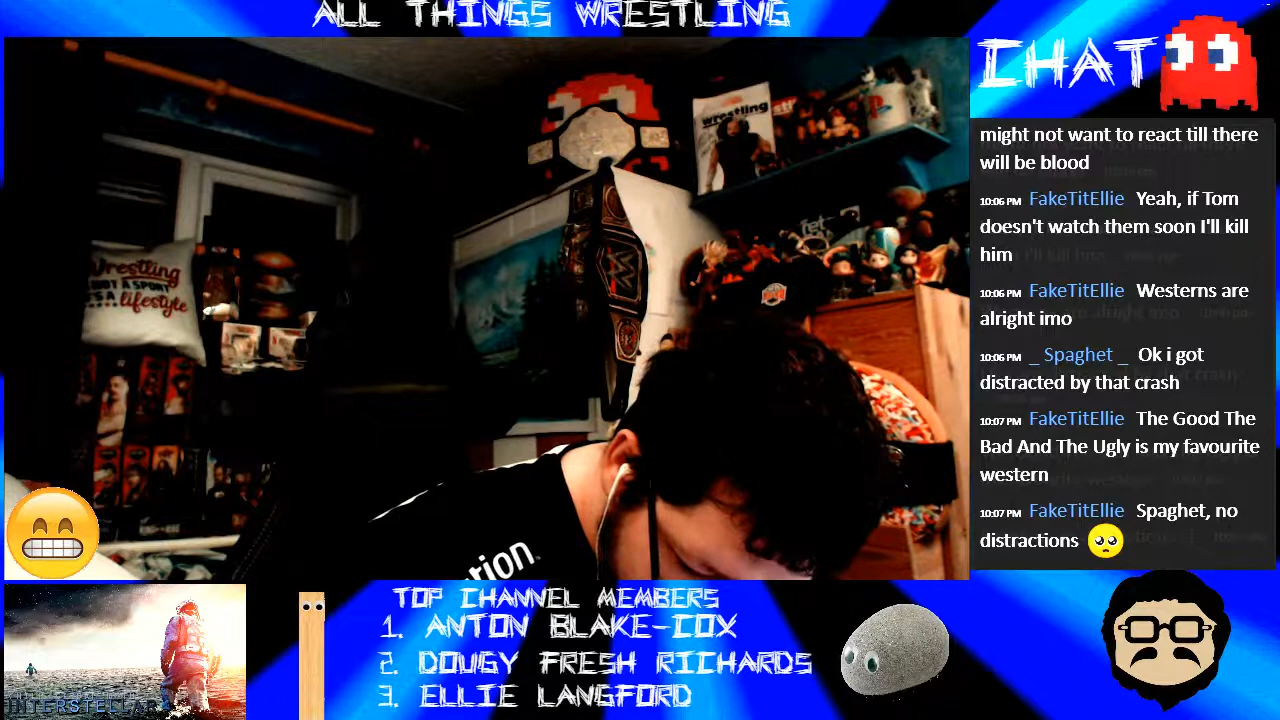 ALL THINGS WRESTLING
CHAT
might not want to react till there
will be blood
10:06 PM FakeTitEllie Yeah, if Tom
doesn't watch them soon I'll kill
him
10:06 PM FakeTitEllie Westerns are
alright imo
10:06 PM _ Spaghet _ Ok i got
distracted by that crash
10:07 PM FakeTitEllie The Good The
Bad And The Ugly is my favourite
western
10:07 PM FakeTitEllie Spaghet, no
distractions
wrestling
Wrestling
NOT A SPORT
IT'S A lifestyle
INTERSTELLAR
TOP CHANNEL MEMBERS
1. ANTON BLAKE-COX
2. DOUGY FRESH RICHARDS
3. ELLIE LANGFORD